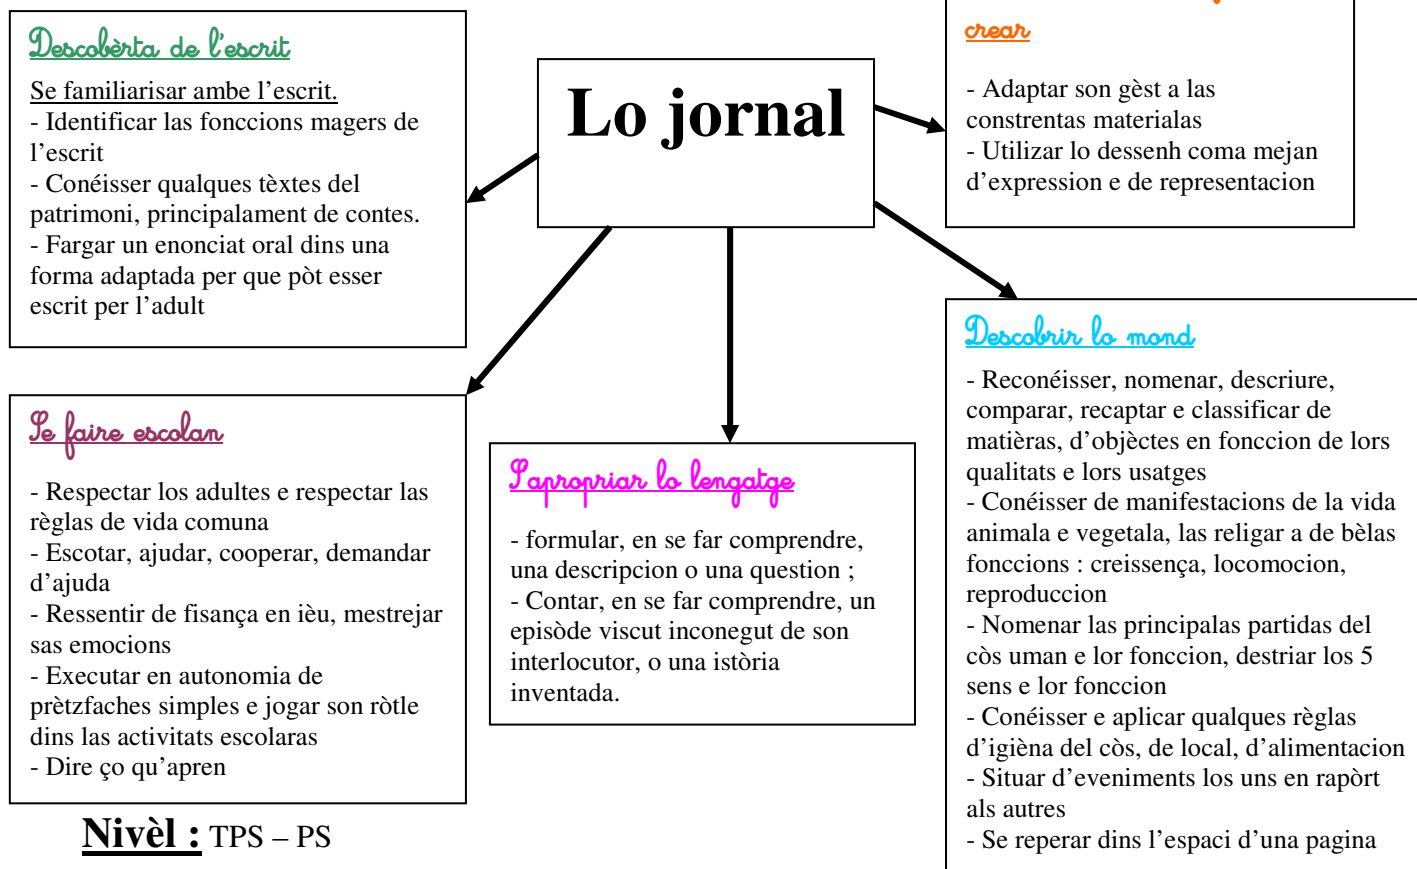 Descobèrta de l'escrit
Se familiarisar ambe l'escrit.
- Identificar las fonccions magers de
l'escrit
- Conéisser qualques tèxtes del
patrimoni, principalament de contes.
- Fargar un enonciat oral dins una
forma adaptada per que pòt esser
escrit per l'adult
Lo jornal
crear
- Adaptar son gèst a las
constrentas materialas
- Utilizar lo dessenh coma mejan
d'expression e de representacion
Se faire escolan
- Respectar los adultes e respectar las
règlas de vida comuna
- Escotar, ajudar, cooperar, demandar
d'ajuda
- Ressentir de fisança en ièu, mestrejar
sas emocions
- Executar en autonomia de
prètzfaches simples e jogar son ròtle
dins las activitats escolaras
- Dire ço qu'apren
S'apropriar lo lengatge
- formular, en se far comprendre,
una descripcion o una question ;
- Contar, en se far comprendre, un
episòde viscut inconegut de son
interlocutor, o una istòria
inventada.
Descobrir lo mond
- Reconéisser, nomenar, descriure,
comparar, recaptar e classificar de
matièras, d'objèctes en fonccion de lors
qualitats e lors usatges
- Conéisser de manifestacions de la vida
animala e vegetala, las religar a de bèlas
fonccions : creissença, locomocion,
reproduccion
- Nomenar las principalas partidas del
còs uman e lor fonccion, destriar los 5
sens e lor fonccion
- Conéisser e aplicar qualques règlas
d'igièna del còs, de local, d'alimentacion
- Situar d'eveniments los uns en rapòrt
als autres
- Se reperar dins l'espaci d'una pagina
Nivèl : TPS – PS